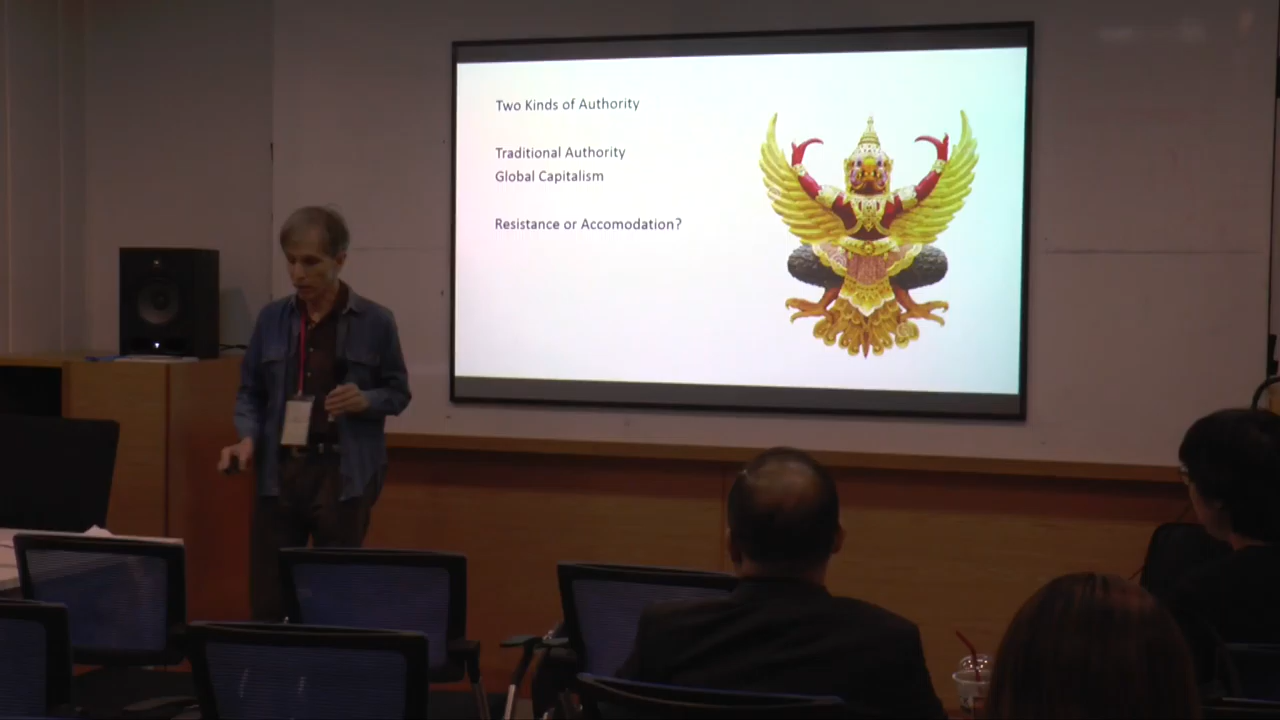 Two Kinds of Authority
Traditional Authority
Global Capitalism
Resistance or Accomodation?